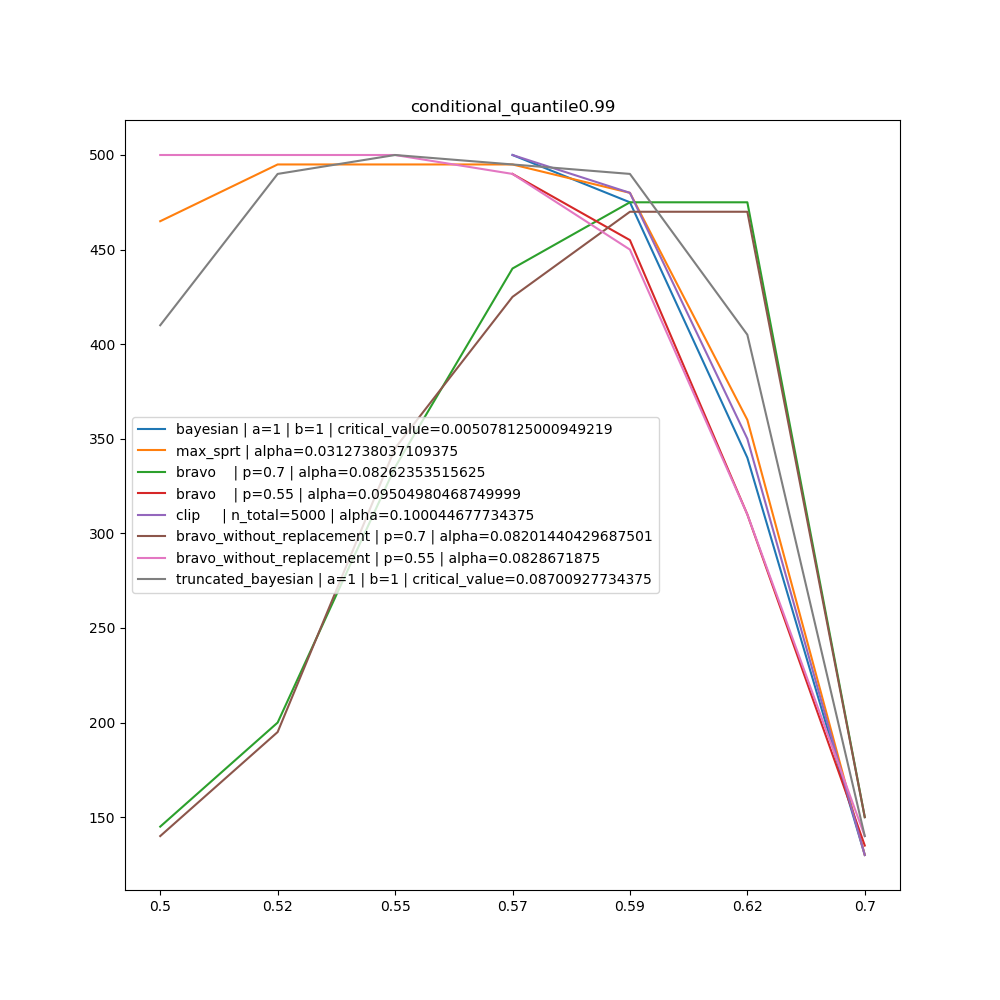 conditional_quantile0.99
500
450
400
350
300
250
200
150
bayesian | a=1 | b=1 | critical_value=0.005078125000949219
max_sprt | alpha=0.0312738037109375
bravo    | p=0.7 | alpha=0.08262353515625
bravo    | p=0.55 | alpha=0.09504980468749999
clip     | n_total=5000 | alpha=0.100044677734375
bravo_without_replacement | p=0.7 | alpha=0.08201440429687501
bravo_without_replacement | p=0.55 | alpha=0.0828671875
truncated_bayesian | a=1 | b=1 | critical_value=0.08700927734375
0.5 0.52 0.55 0.57 0.59 0.62 0.7